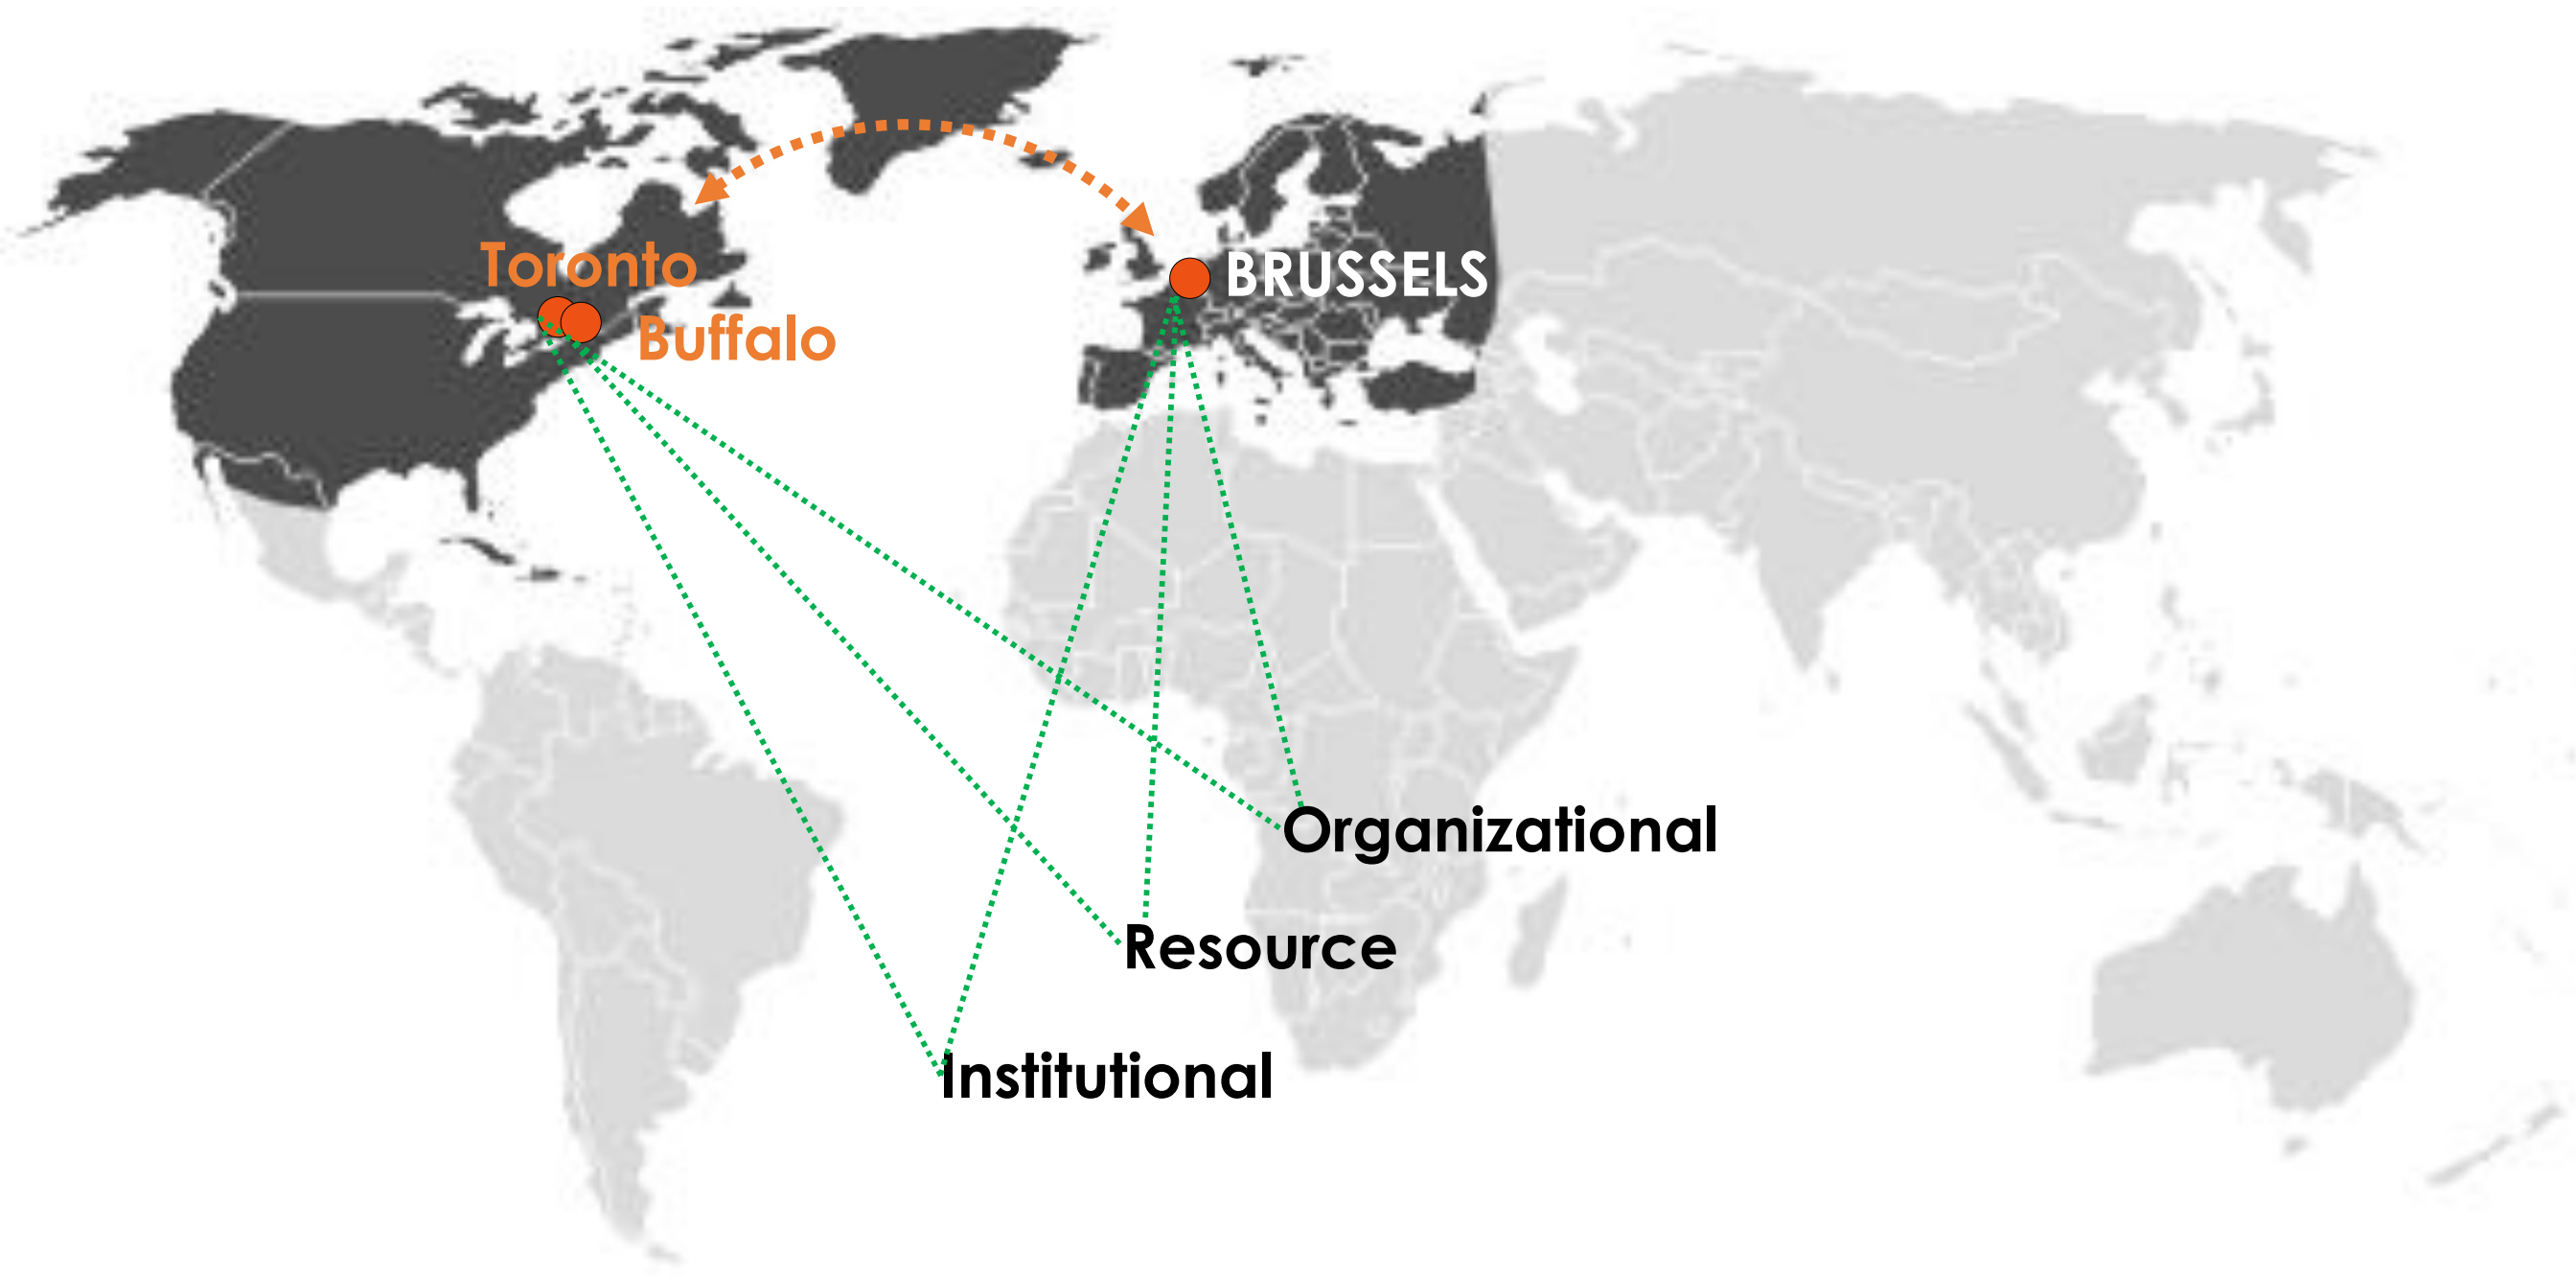 Toronto
BRUSSELS
Buffalo
Organizational
Resource
Institutional